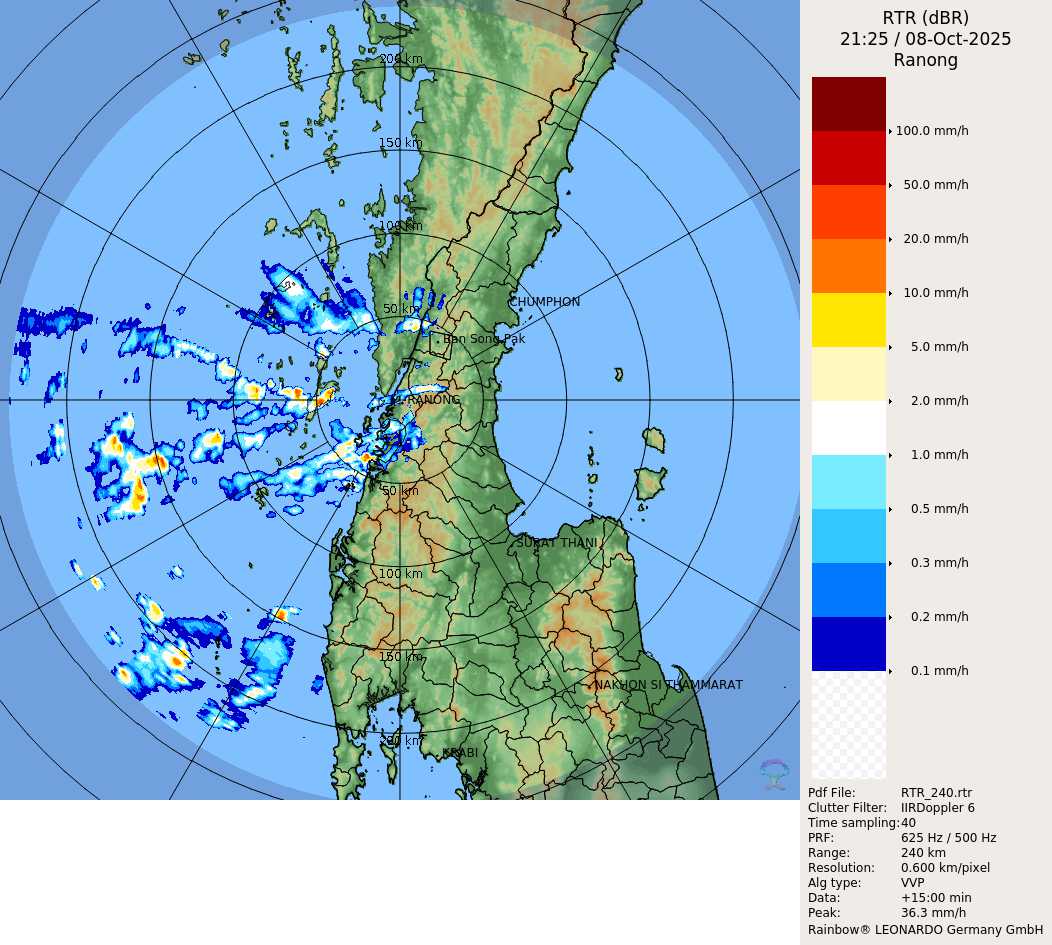 RTR (dBR)
21:25 / 08-Oct-2025
Ranong
200 km
150 km
100 km
50 km
CHUMPHON
Ban Song Pak
RANONG
50 km
SURAT THANI
100 km
150 km
NAKHON SI THAMMARAT
200 km
KRABI
100.0 mm/h
50.0 mm/h
20.0 mm/h
10.0 mm/h
5.0 mm/h
2.0 mm/h
1.0 mm/h
0.5 mm/h
0.3 mm/h
0.2 mm/h
0.1 mm/h
Pdf File: RTR_240.rtr
Clutter Filter: IIRDoppler 6
Time sampling:40
PRF: 625 Hz / 500 Hz
Range: 240 km
Resolution: 0.600 km/pixel
Alg type: VVP
Data: +15:00 min
Peak: 36.3 mm/h
Rainbow® LEONARDO Germany GmbH